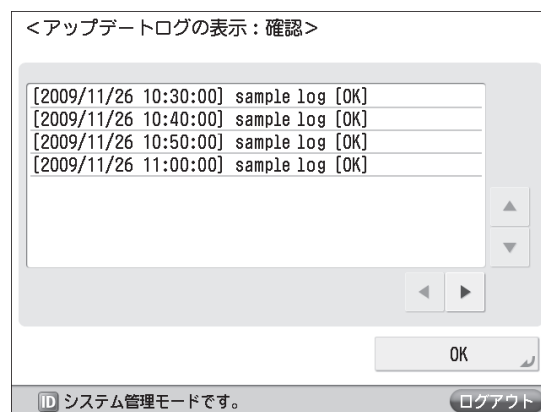 ＜アップデートログの表示：確認＞
[2009/11/26 10:30:00] sample log [OK]
[2009/11/26 10:40:00] sample log [OK]
[2009/11/26 10:50:00] sample log [OK]
[2009/11/26 11:00:00] sample log [OK]
OK
ID システム管理モードです。
ログアウト